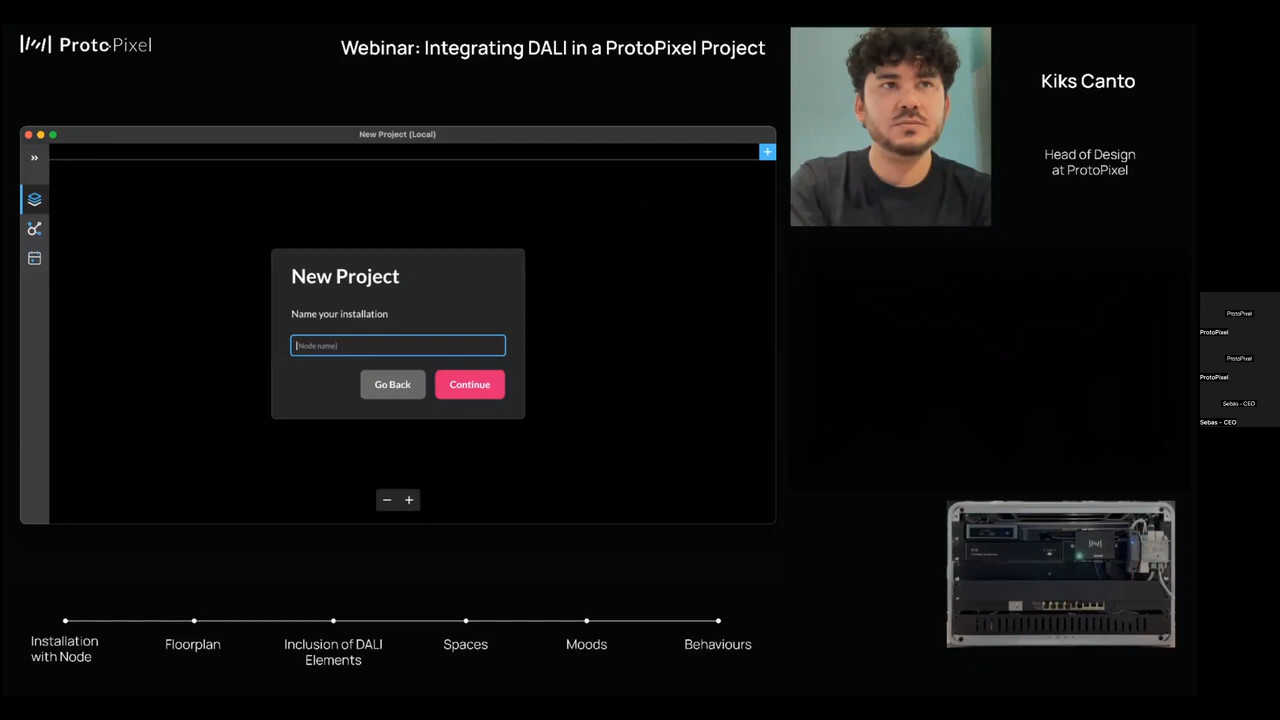 ProtoPixel
Webinar: Integrating DALI in a ProtoPixel Project
Kiks Canto
Head of Design
at ProtoPixel
New Project (Local)
New Project
Name your installation
[Node name]
Go Back
Continue
ProtoPixel
ProtoPixel
ProtoPixel
ProtoPixel
Sebas - CEO
Sebas - CEO
Installation
with Node
Floorplan
Inclusion of DALI
Elements
Spaces
Moods
Behaviours